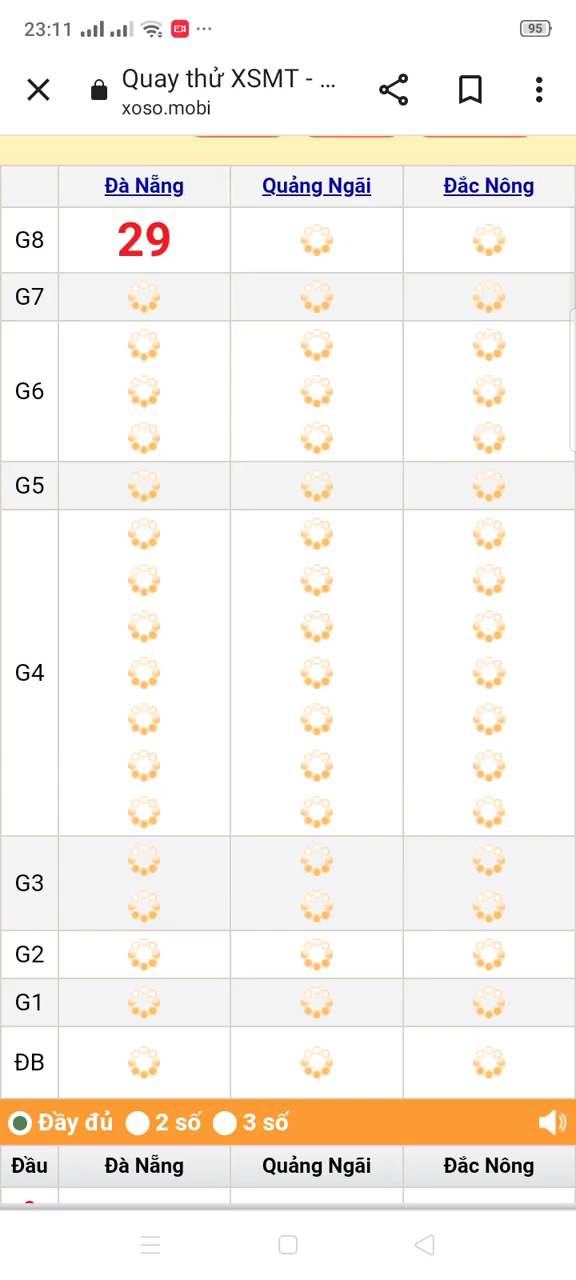 23:11 ... 95
Quay thử XSMT - ...
xoso.mobi
Đà Nẵng Quảng Ngãi Đắc Nông
G8 29
G7
G6
G5
G4
G3
G2
G1
ĐB
Đầy đủ 2 số 3 số
Đầu Đà Nẵng Quảng Ngãi Đắc Nông